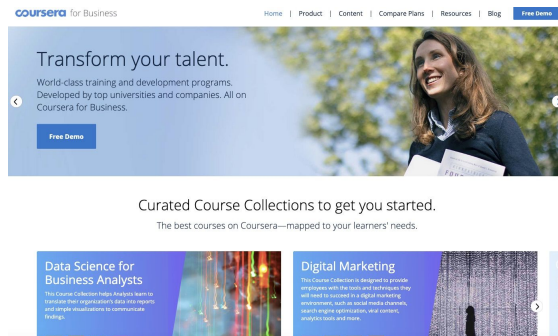 coursera for Business
Home | Product | Content | Compare Plans | Resources | Blog
Free Demo
Transform your talent.
World-class training and development programs.
Developed by top universities and companies. All on
Coursera for Business.
Free Demo
Curated Course Collections to get you started.
The best courses on Coursera—mapped to your learners' needs.
Data Science for
Business Analysts
This Course Collection helps Analysts learn to
translate their organization's data into reports
and simple visualizations to communicate
findings.
Digital Marketing
This Course Collection is designed to provide
employees with the tools and techniques they
will need to succeed in a digital marketing
environment, such as social media channels,
search engine optimization, viral content,
analytics tools and more.